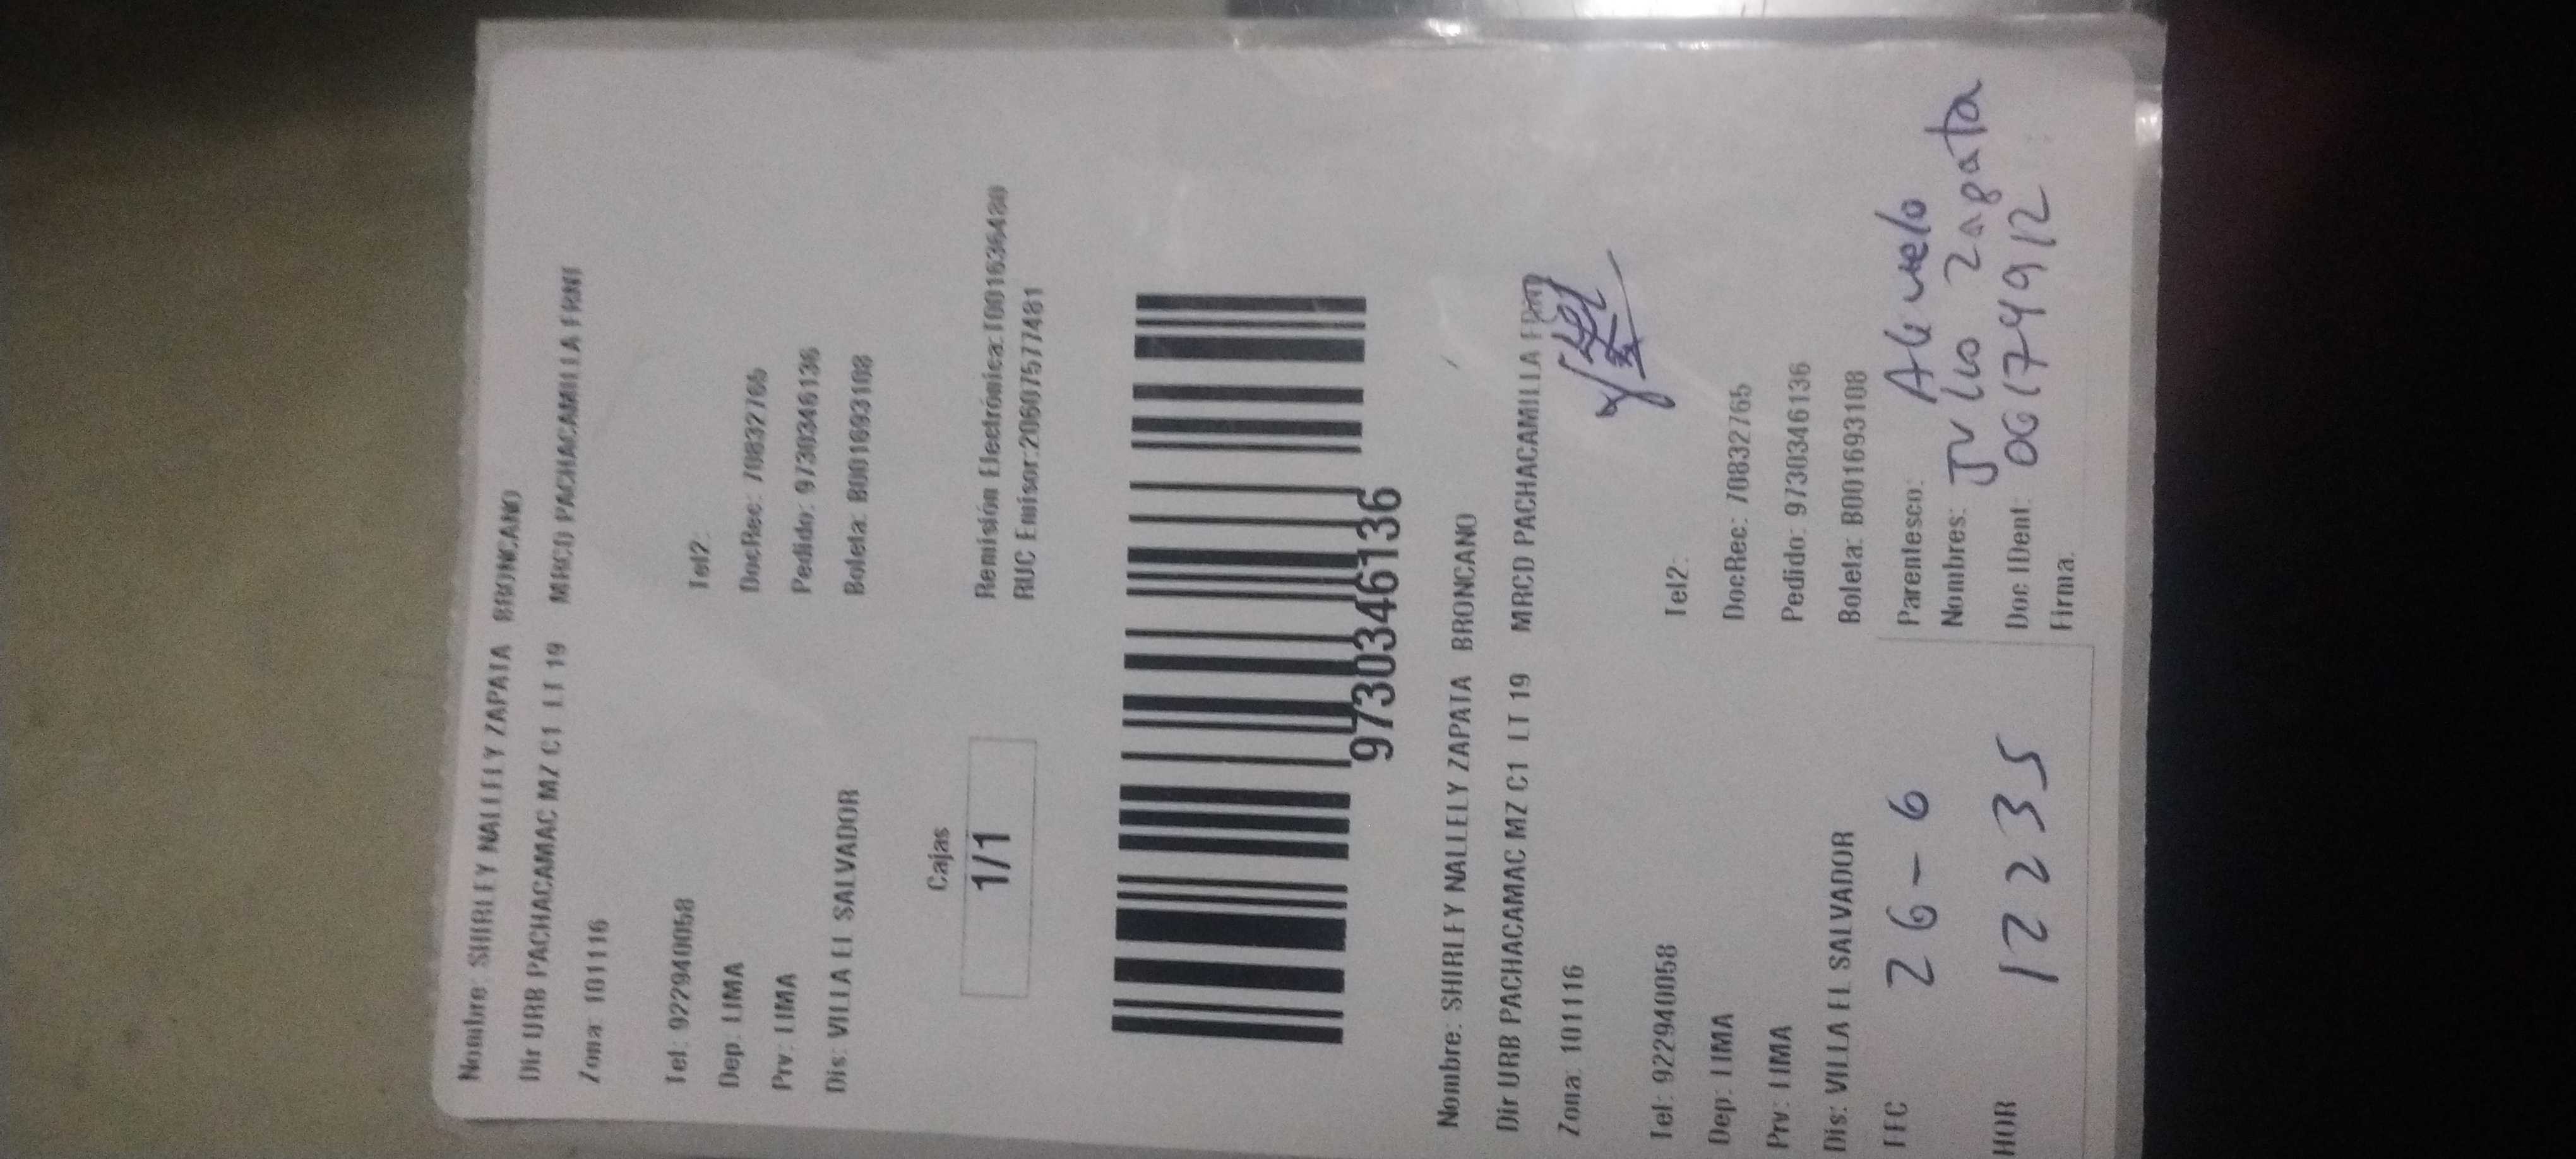 Nombre: SHIRLEY NALLELY ZAPATA BRONCANO
Dir URB PACHACAMAC MZ C1 LT 19 MRCD PACHACAMILLA FRNT
Zona: 101116
Tel: 922940058 Tel2:
Dep: LIMA DocRec: 70832765
Prv: LIMA Pedido: 9730346136
Dis: VILLA EL SALVADOR Boleta: B001693108
Cajas
1/1
Remisión Electrónica:T001636480
RUC Emisor:20607577481
9730346136
Nombre: SHIRLEY NALLELY ZAPATA BRONCANO
Dir URB PACHACAMAC MZ C1 LT 19 MRCD PACHACAMILLA
Zona: 101116
Tel: 922940058 Tel2:
Dep: LIMA DocRec: 70832765
Prv: LIMA Pedido: 9730346136
Dis: VILLA EL SALVADOR Boleta: B001693108
FEC 26-6 Parentesco: Abuelo
Nombres: Julio Zapata
HOR 1235 Doc IDent: 06174912
Firma: